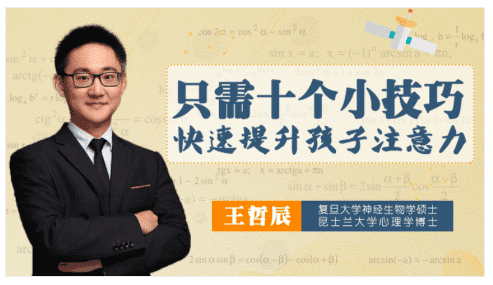 只需十个小技巧
快速提升孩子注意力
王哲辰
复旦大学神经生物学硕士
昆士兰大学心理学博士